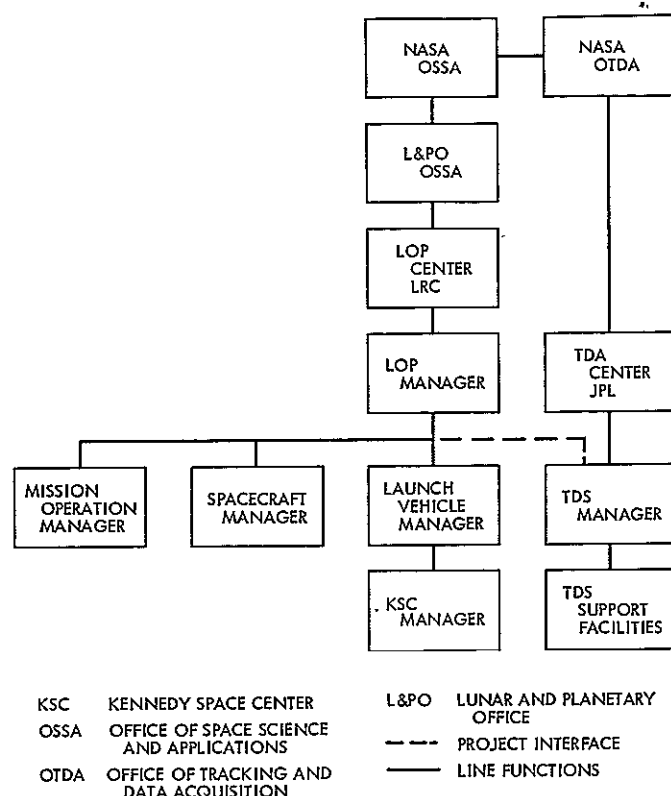 NASA
OSSA
NASA
OTDA
L&PO
OSSA
LOP
CENTER
LRC
LOP
MANAGER
TDA
CENTER
JPL
MISSION
OPERATION
MANAGER
SPACECRAFT
MANAGER
LAUNCH
VEHICLE
MANAGER
TDS
MANAGER
KSC
MANAGER
TDS
SUPPORT
FACILITIES
KSC KENNEDY SPACE CENTER
OSSA OFFICE OF SPACE SCIENCE
AND APPLICATIONS
OTDA OFFICE OF TRACKING AND
DATA ACQUISITION
L&PO LUNAR AND PLANETARY
OFFICE
PROJECT INTERFACE
LINE FUNCTIONS